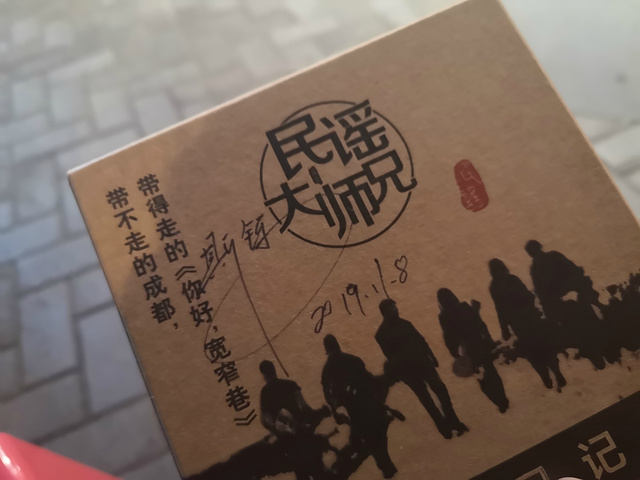 民谣
大师兄
带不走的成都，
带得走的《你好，宽窄巷》
2019.1.8
记